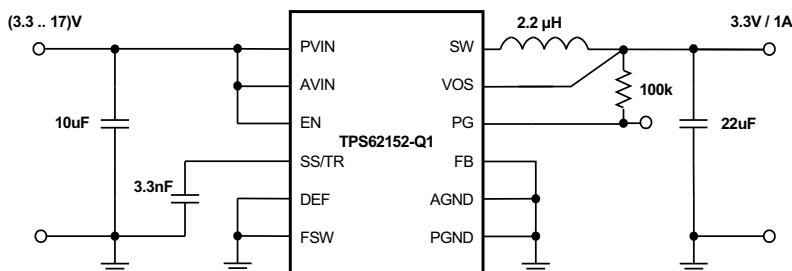 (3.3 .. 17)V
2.2 µH
3.3V / 1A
PVIN
SW
AVIN
VOS
100k
10uF
EN
PG
22uF
TPS62152-Q1
SS/TR
FB
3.3nF
DEF
AGND
FSW
PGND